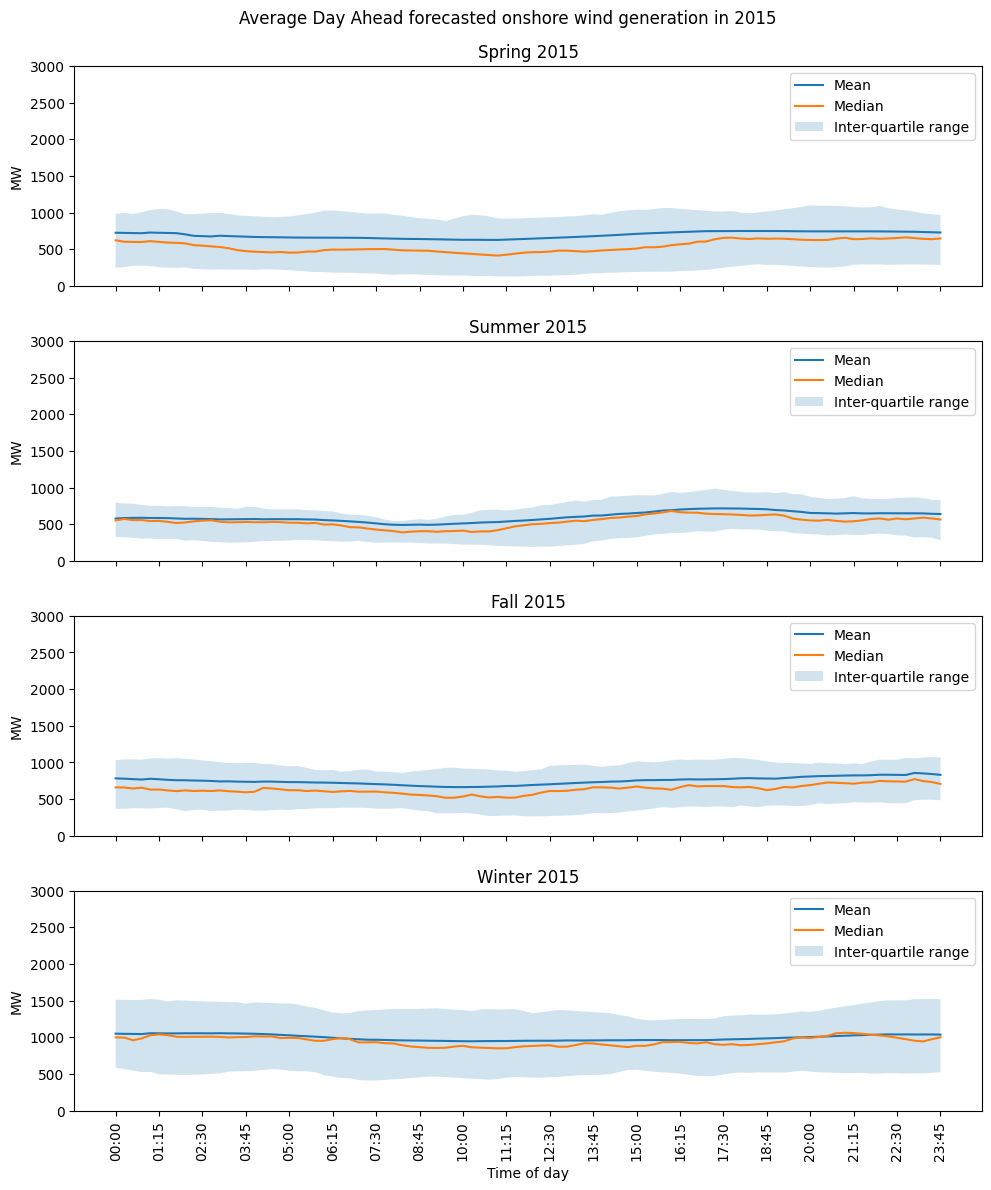 Average Day Ahead forecasted onshore wind generation in 2015
Spring 2015
3000
2500
2000
1500
1000
500
0
MW
Mean
Median
Inter-quartile range
Summer 2015
3000
2500
2000
1500
1000
500
0
MW
Mean
Median
Inter-quartile range
Fall 2015
3000
2500
2000
1500
1000
500
0
MW
Mean
Median
Inter-quartile range
Winter 2015
3000
2500
2000
1500
1000
500
0
MW
Mean
Median
Inter-quartile range
00:00
01:15
02:30
03:45
05:00
06:15
07:30
08:45
10:00
11:15
12:30
13:45
15:00
16:15
17:30
18:45
20:00
21:15
22:30
23:45
Time of day